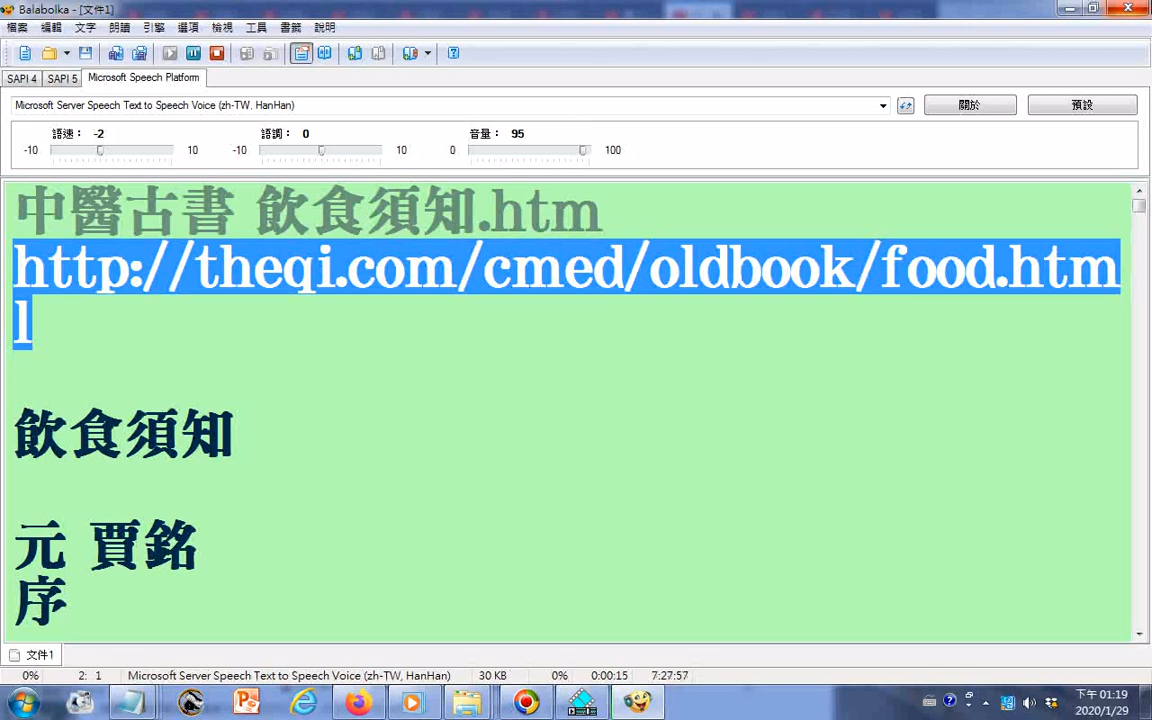 Balabolka - [文件1]
檔案 編輯 文字 朗讀 引擎 選項 檢視 工具 書籤 說明
SAPI 4 SAPI 5 Microsoft Speech Platform
Microsoft Server Speech Text to Speech Voice (zh-TW, HanHan)
關於 預設
語速： -2 語調： 0 音量： 95
-10 10 -10 10 0 100
中醫古書 飲食須知.htm
http://theqi.com/cmed/oldbook/food.htm
l
飲食須知
元 賈銘
序
文件1
0% 2: 1 Microsoft Server Speech Text to Speech Voice (zh-TW, HanHan) 30 KB 0% 0:00:15 7:27:57
下午 01:19
2020/1/29